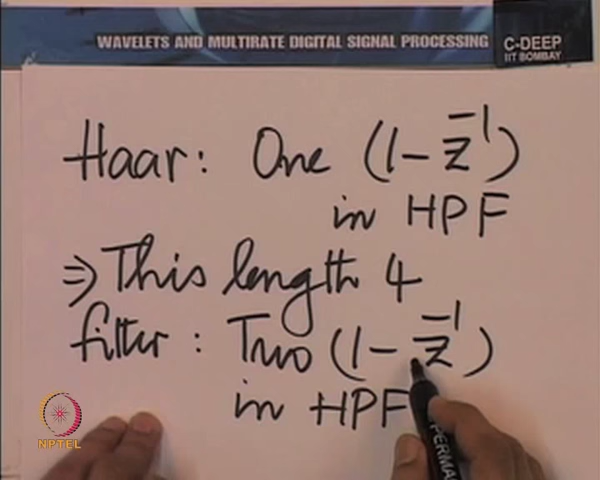 WAVELETS AND MULTIRATE DIGITAL SIGNAL PROCESSING
C-DEEP
IIT BOMBAY
Haar: One (1 - z⁻¹)
in HPF
⇒ This length 4
filter: Two (1 - z⁻¹)
in HPF
NPTEL
PERMA